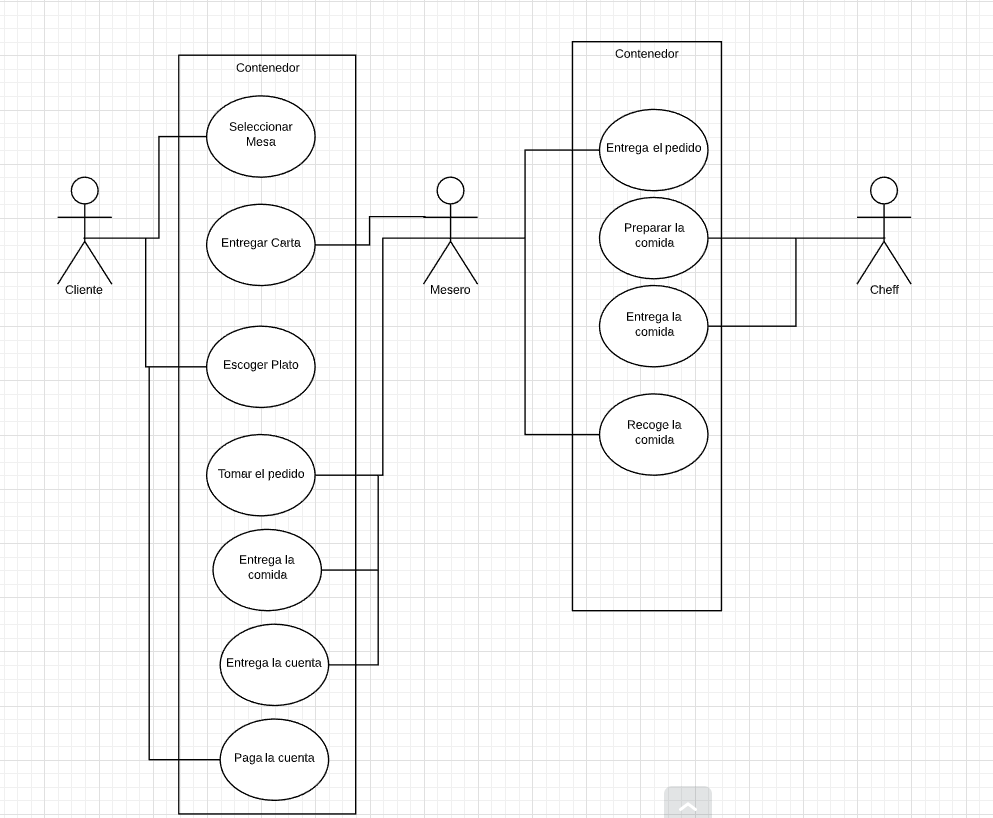 Contenedor
Seleccionar
Mesa
Entregar Carta
Escoger Plato
Tomar el pedido
Entrega la
comida
Entrega la cuenta
Paga la cuenta
Cliente
Mesero
Contenedor
Entrega el pedido
Preparar la
comida
Entrega la
comida
Recoge la
comida
Cheff